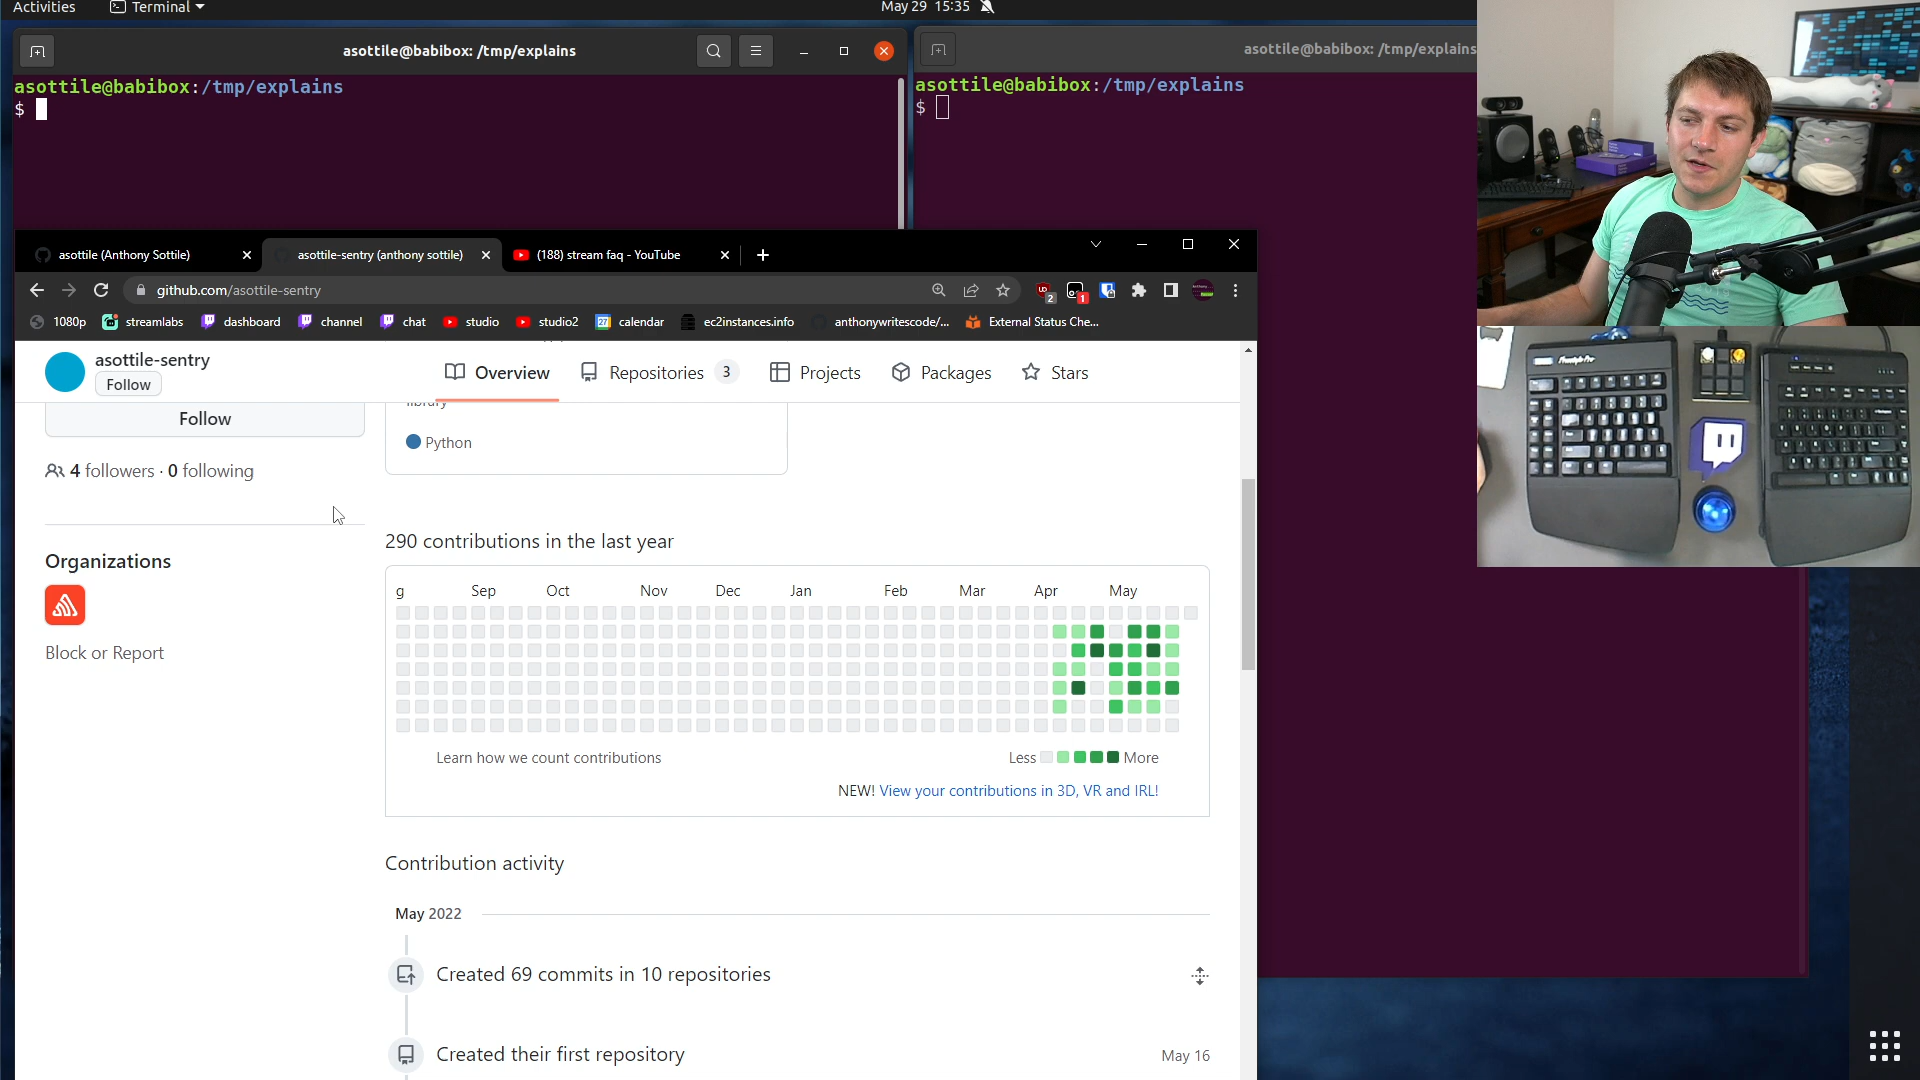 Activities
Terminal
May 29 15:35
asottile@babibox: /tmp/explains
asottile@babibox:/tmp/explains
$
asottile@babibox: /tmp/explains
asottile@babibox:/tmp/explains
$
asottile (Anthony Sottile)
asottile-sentry (anthony sottile)
(188) stream faq - YouTube
github.com/asottile-sentry
2
1
1080p
streamlabs
dashboard
channel
chat
studio
studio2
27
calendar
ec2instances.info
anthonywritescode/...
External Status Che...
asottile-sentry
Follow
Overview
Repositories 3
Projects
Packages
Stars
Follow
library
Python
4 followers · 0 following
290 contributions in the last year
Organizations
g Sep Oct Nov Dec Jan Feb Mar Apr May
Block or Report
Learn how we count contributions
Less
More
NEW! View your contributions in 3D, VR and IRL!
Contribution activity
May 2022
Created 69 commits in 10 repositories
Created their first repository
May 16